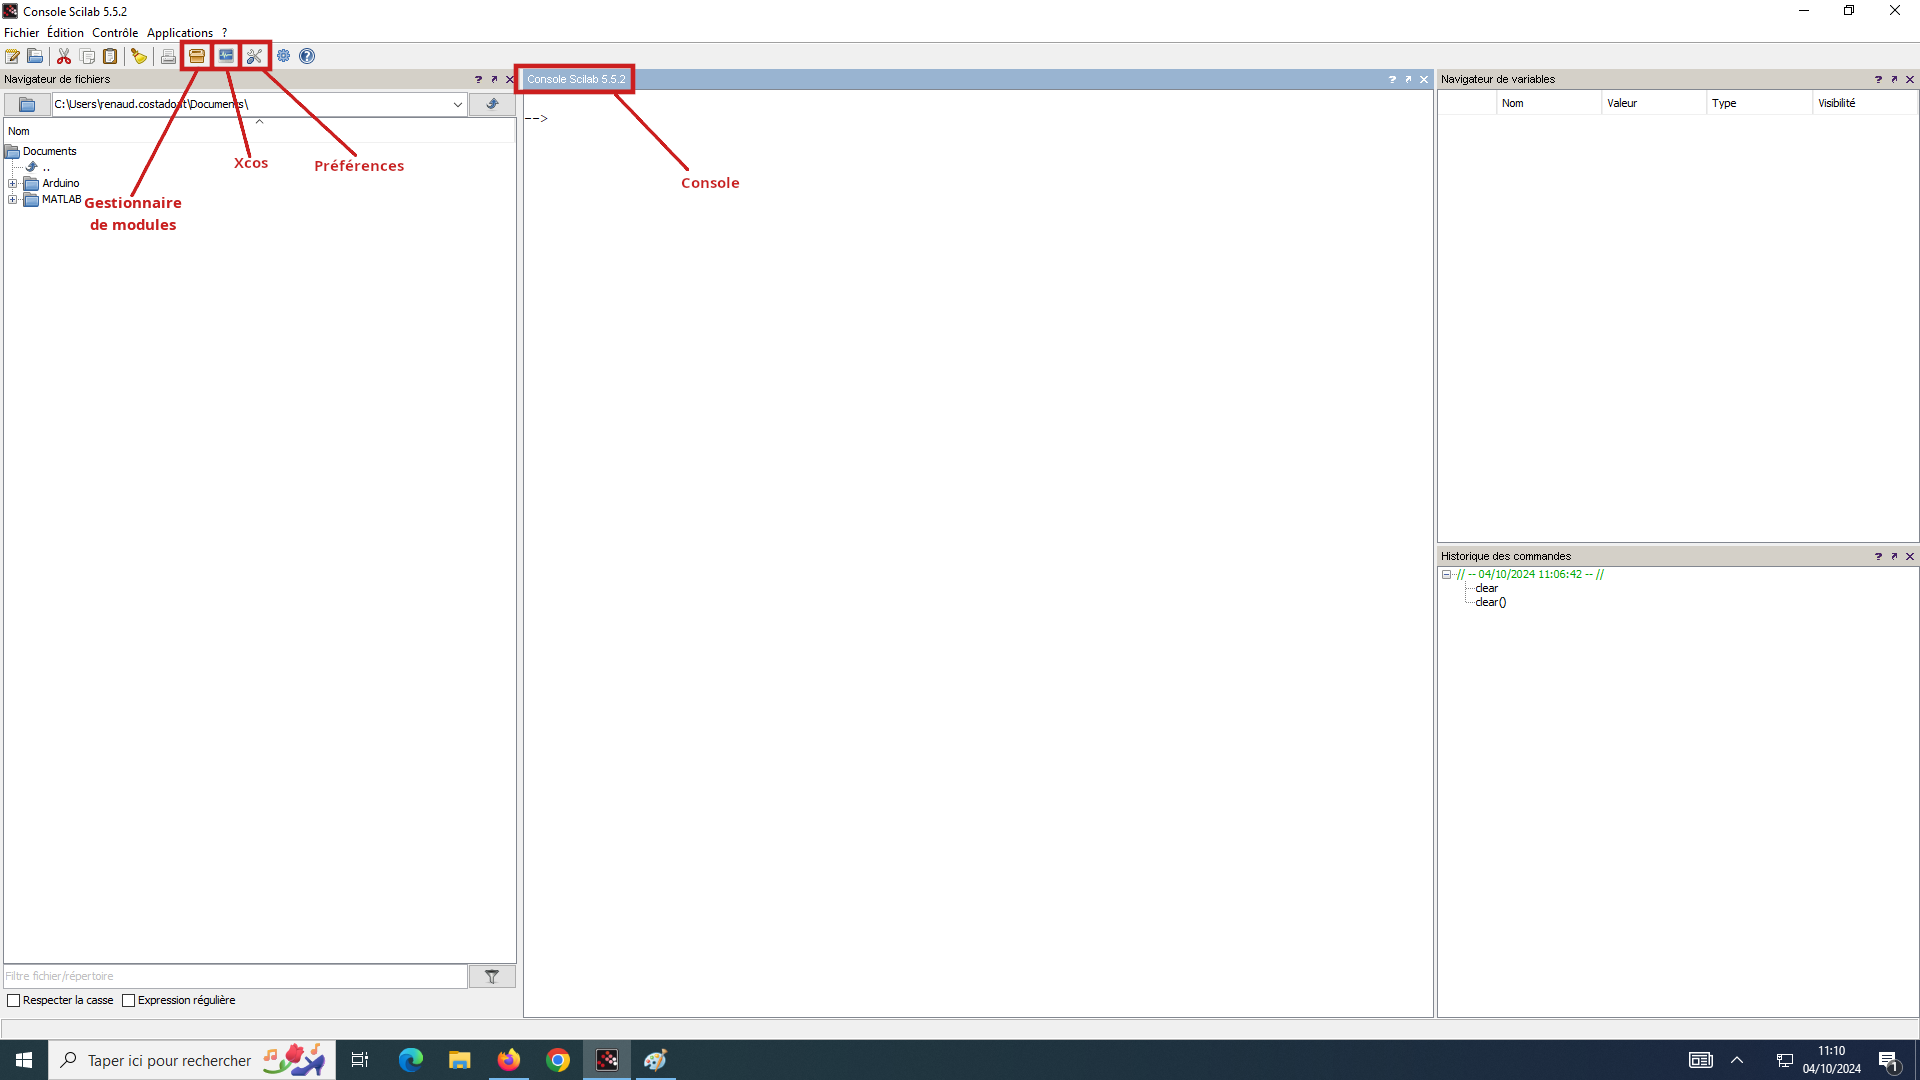 Console Scilab 5.5.2
Fichier Édition Contrôle Applications ?
Navigateur de fichiers
Console Scilab 5.5.2
Navigateur de variables
C:\Users\renaud.costadoat\Documents\
Nom
Valeur
Type
Visibilité
-->
Nom
Documents
..
Arduino
MATLAB
Xcos
Préférences
Console
Gestionnaire
de modules
Historique des commandes
// -- 04/10/2024 11:06:42 -- //
clear
clear()
Filtre fichier/répertoire
Respecter la casse
Expression régulière
Taper ici pour rechercher
11:10
04/10/2024
1